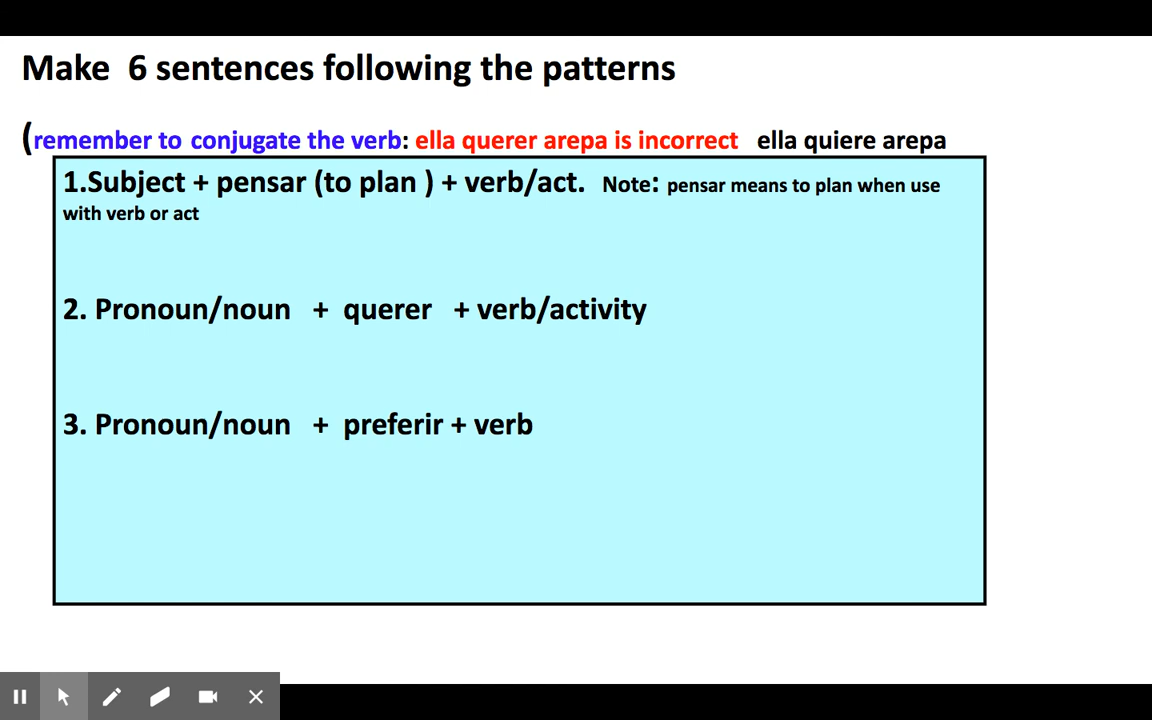 Make 6 sentences following the patterns
(remember to conjugate the verb: ella querer arepa is incorrect ella quiere arepa
1.Subject + pensar (to plan ) + verb/act. Note: pensar means to plan when use
with verb or act
2. Pronoun/noun + querer + verb/activity
3. Pronoun/noun + preferir + verb